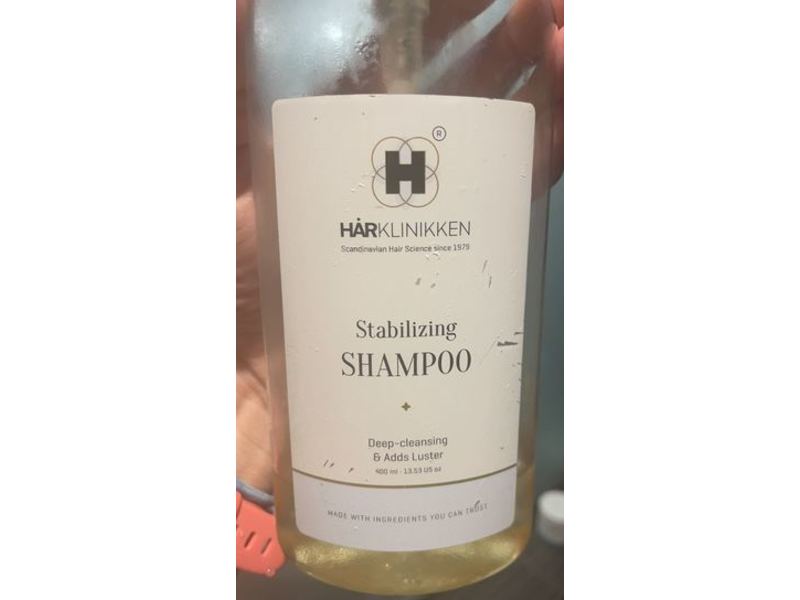 ®
H
HÅRKLINIKKEN
Scandinavian Hair Science since 1979
Stabilizing
SHAMPOO
Deep-cleansing
& Adds Luster
400 ml - 13.53 US oz
MADE WITH INGREDIENTS YOU CAN TRUST